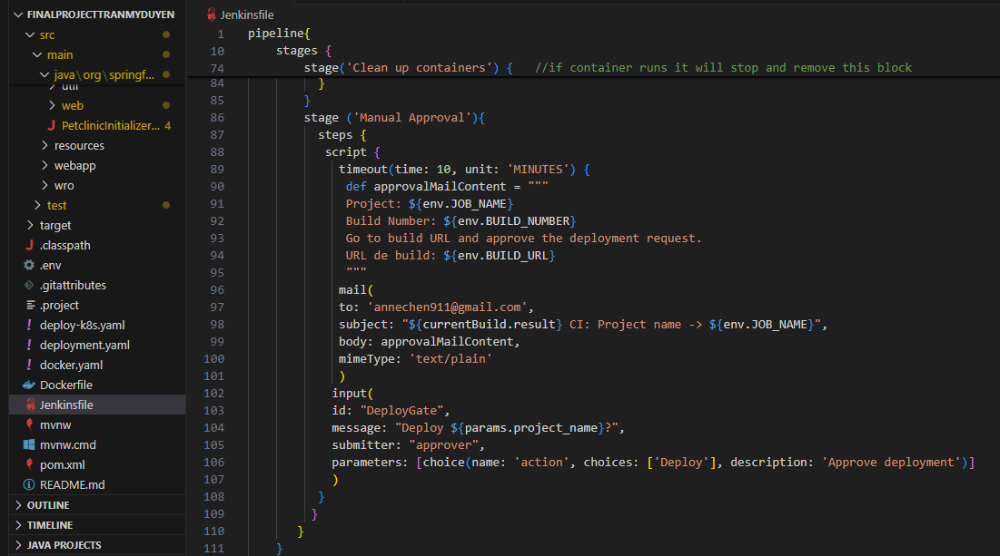 FINALPROJECTTRANMYDUYEN
src
main
java\org\springf...
util
web
PetclinicInitializer... 4
resources
webapp
wro
test
target
.classpath
.env
.gitattributes
.project
deploy-k8s.yaml
deployment.yaml
docker.yaml
Dockerfile
Jenkinsfile
mvnw
mvnw.cmd
pom.xml
README.md
OUTLINE
TIMELINE
JAVA PROJECTS
Jenkinsfile
1 pipeline{
10 stages {
74 stage('Clean up containers') { //if container runs it will stop and remove this block
84 }
85 }
86 stage ('Manual Approval'){
87 steps {
88 script {
89 timeout(time: 10, unit: 'MINUTES') {
90 def approvalMailContent = """
91 Project: ${env.JOB_NAME}
92 Build Number: ${env.BUILD_NUMBER}
93 Go to build URL and approve the deployment request.
94 URL de build: ${env.BUILD_URL}
95 """
96 mail(
97 to: 'annechen911@gmail.com',
98 subject: "${currentBuild.result} CI: Project name -> ${env.JOB_NAME}",
99 body: approvalMailContent,
100 mimeType: 'text/plain'
101 )
102 input(
103 id: "DeployGate",
104 message: "Deploy ${params.project_name}?",
105 submitter: "approver",
106 parameters: [choice(name: 'action', choices: ['Deploy'], description: 'Approve deployment')]
107 )
108 }
109 }
110 }
111 }